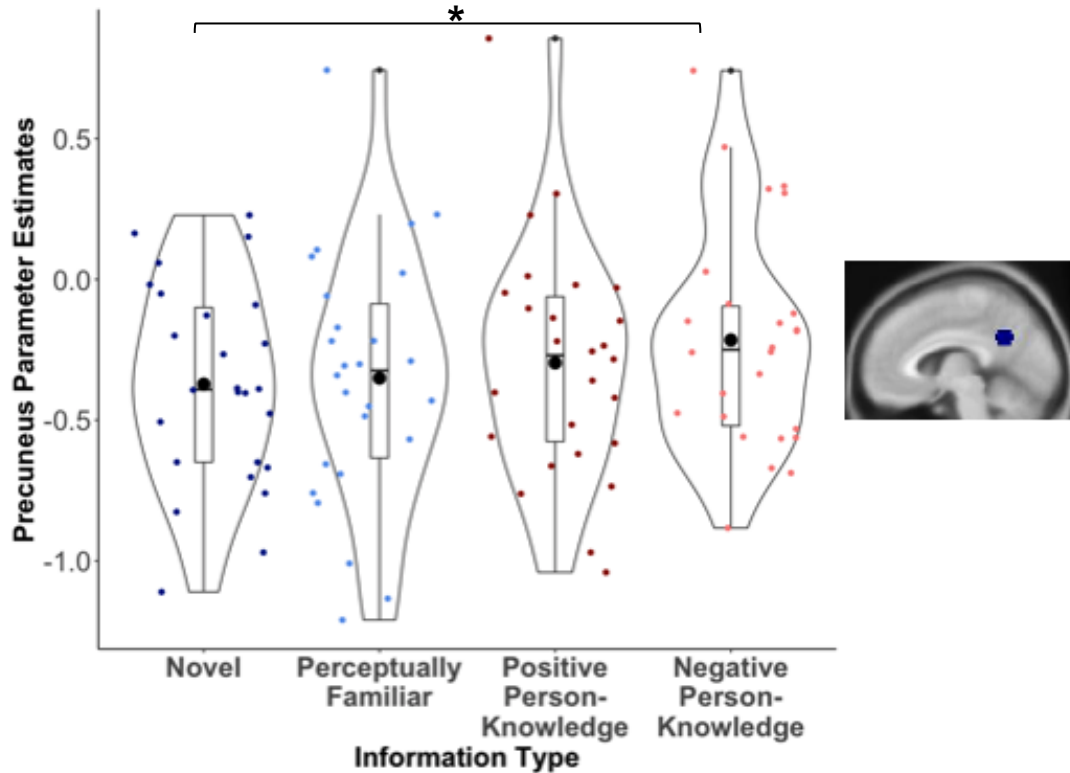 *
Precuneus Parameter Estimates
0.5
0.0
-0.5
-1.0
Novel
Perceptually
Familiar
Positive
Person-
Knowledge
Negative
Person-
Knowledge
Information Type